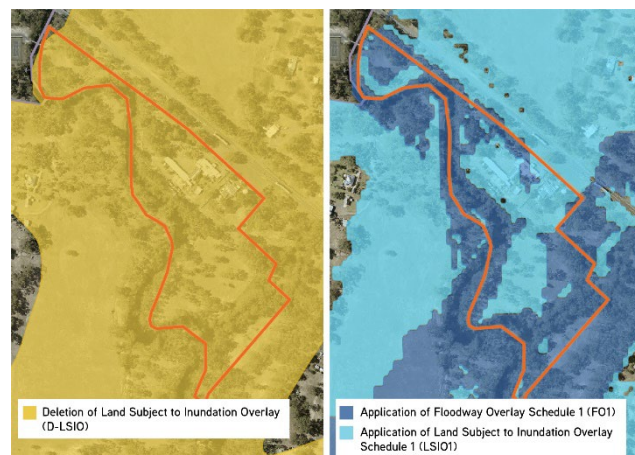 Deletion of Land Subject to Inundation Overlay
(D-LSIO)
Application of Floodway Overlay Schedule 1 (FO1)
Application of Land Subject to Inundation Overlay
Schedule 1 (LSIO1)